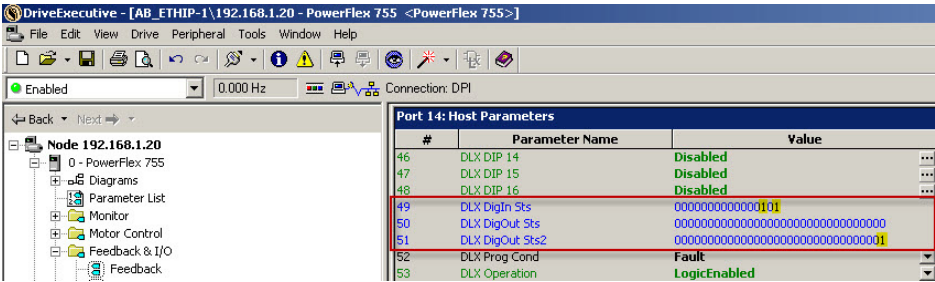 DriveExecutive - [AB_ETHIP-1\192.168.1.20 - PowerFlex 755 <PowerFlex 755>]
File Edit View Drive Peripheral Tools Window Help
Enabled 0.000 Hz Connection: DPI
Back Next
Node 192.168.1.20
0 - PowerFlex 755
Diagrams
Parameter List
Monitor
Motor Control
Feedback & I/O
Feedback
Port 14: Host Parameters
# Parameter Name Value
46 DLX DIP 14 Disabled ...
47 DLX DIP 15 Disabled ...
48 DLX DIP 16 Disabled ...
49 DLX DigIn Sts 0000000000000101
50 DLX DigOut Sts 00000000000000000000000000000000
51 DLX DigOut Sts2 00000000000000000000000000000001
52 DLX Prog Cond Fault
53 DLX Operation LogicEnabled